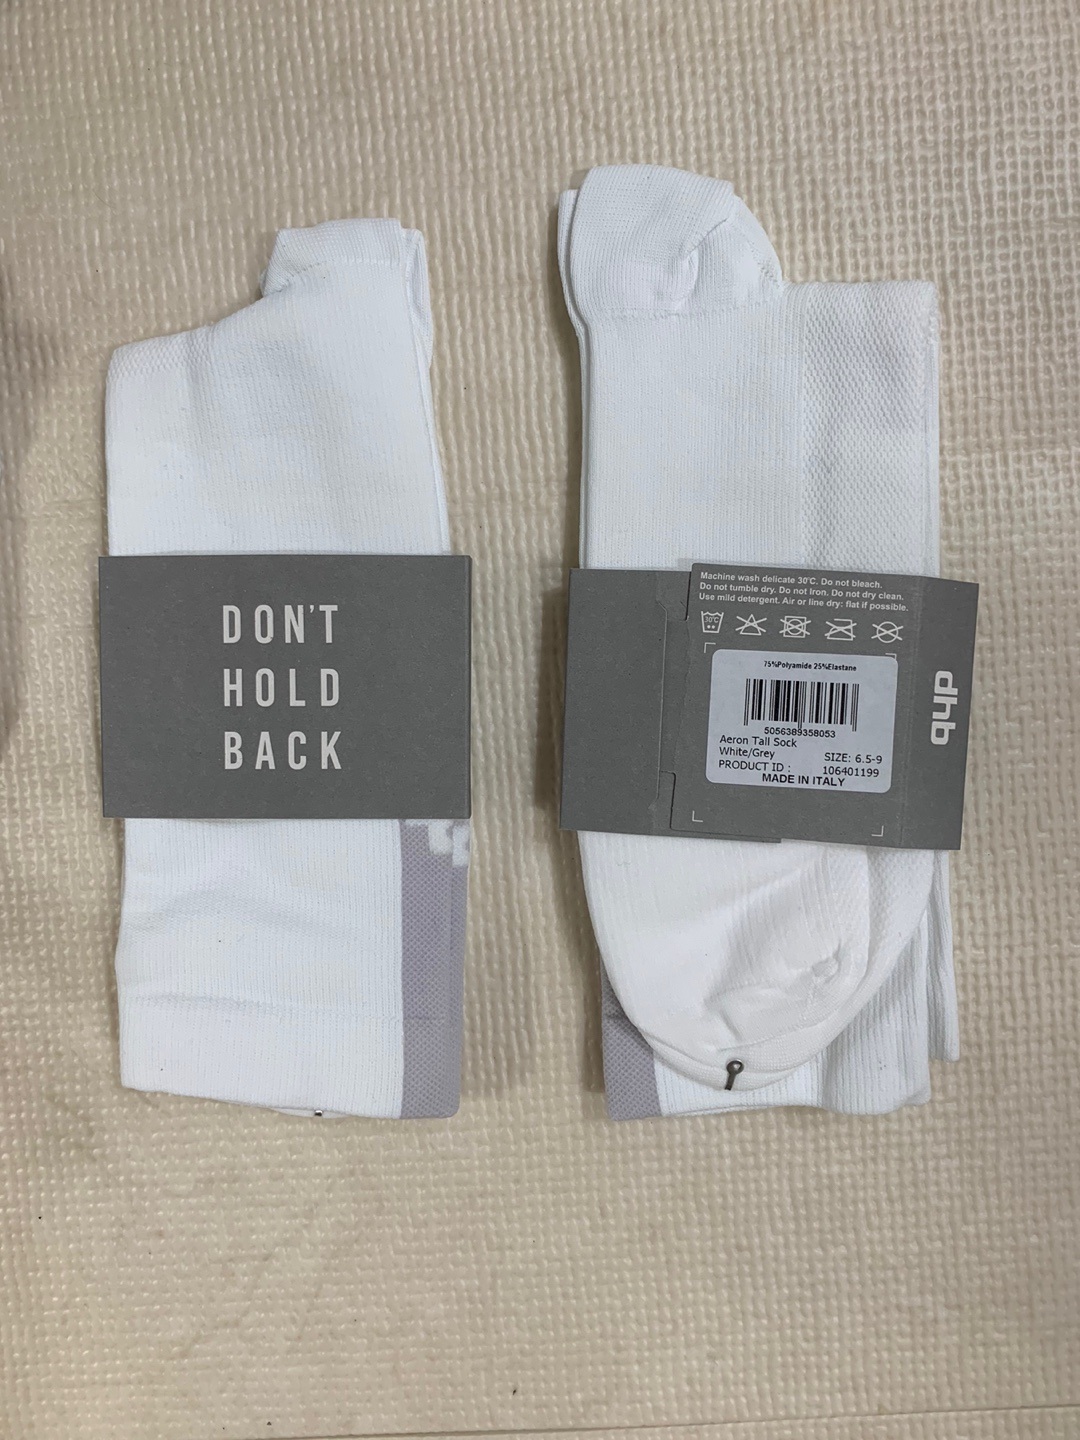 DON'T
HOLD
BACK
Machine wash delicate 30°C. Do not bleach.
Do not tumble dry. Do not Iron. Do not dry clean.
Use mild detergent. Air or line dry: flat if possible.
30°C
75%Polyamide 25%Elastane
5056389358053
Aeron Tall Sock
White/Grey SIZE: 6.5-9
PRODUCT ID : 106401199
MADE IN ITALY
dhb